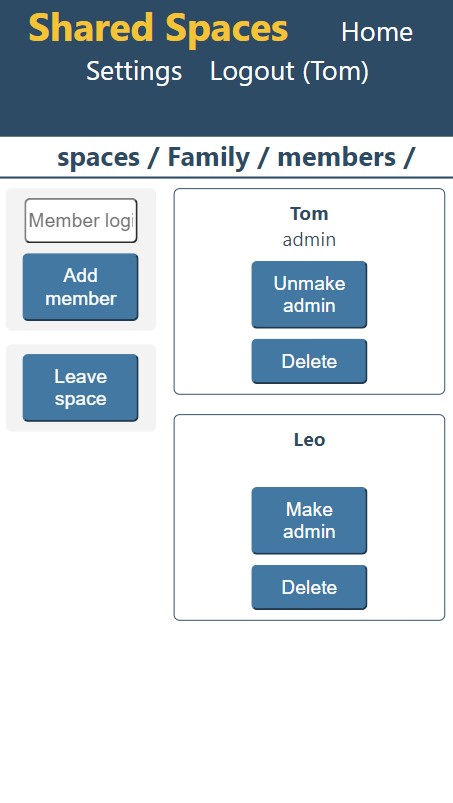 Shared Spaces Home
Settings Logout (Tom)
spaces / Family / members /
Member logi
Add
member
Leave
space
Tom
admin
Unmake
admin
Delete
Leo
Make
admin
Delete